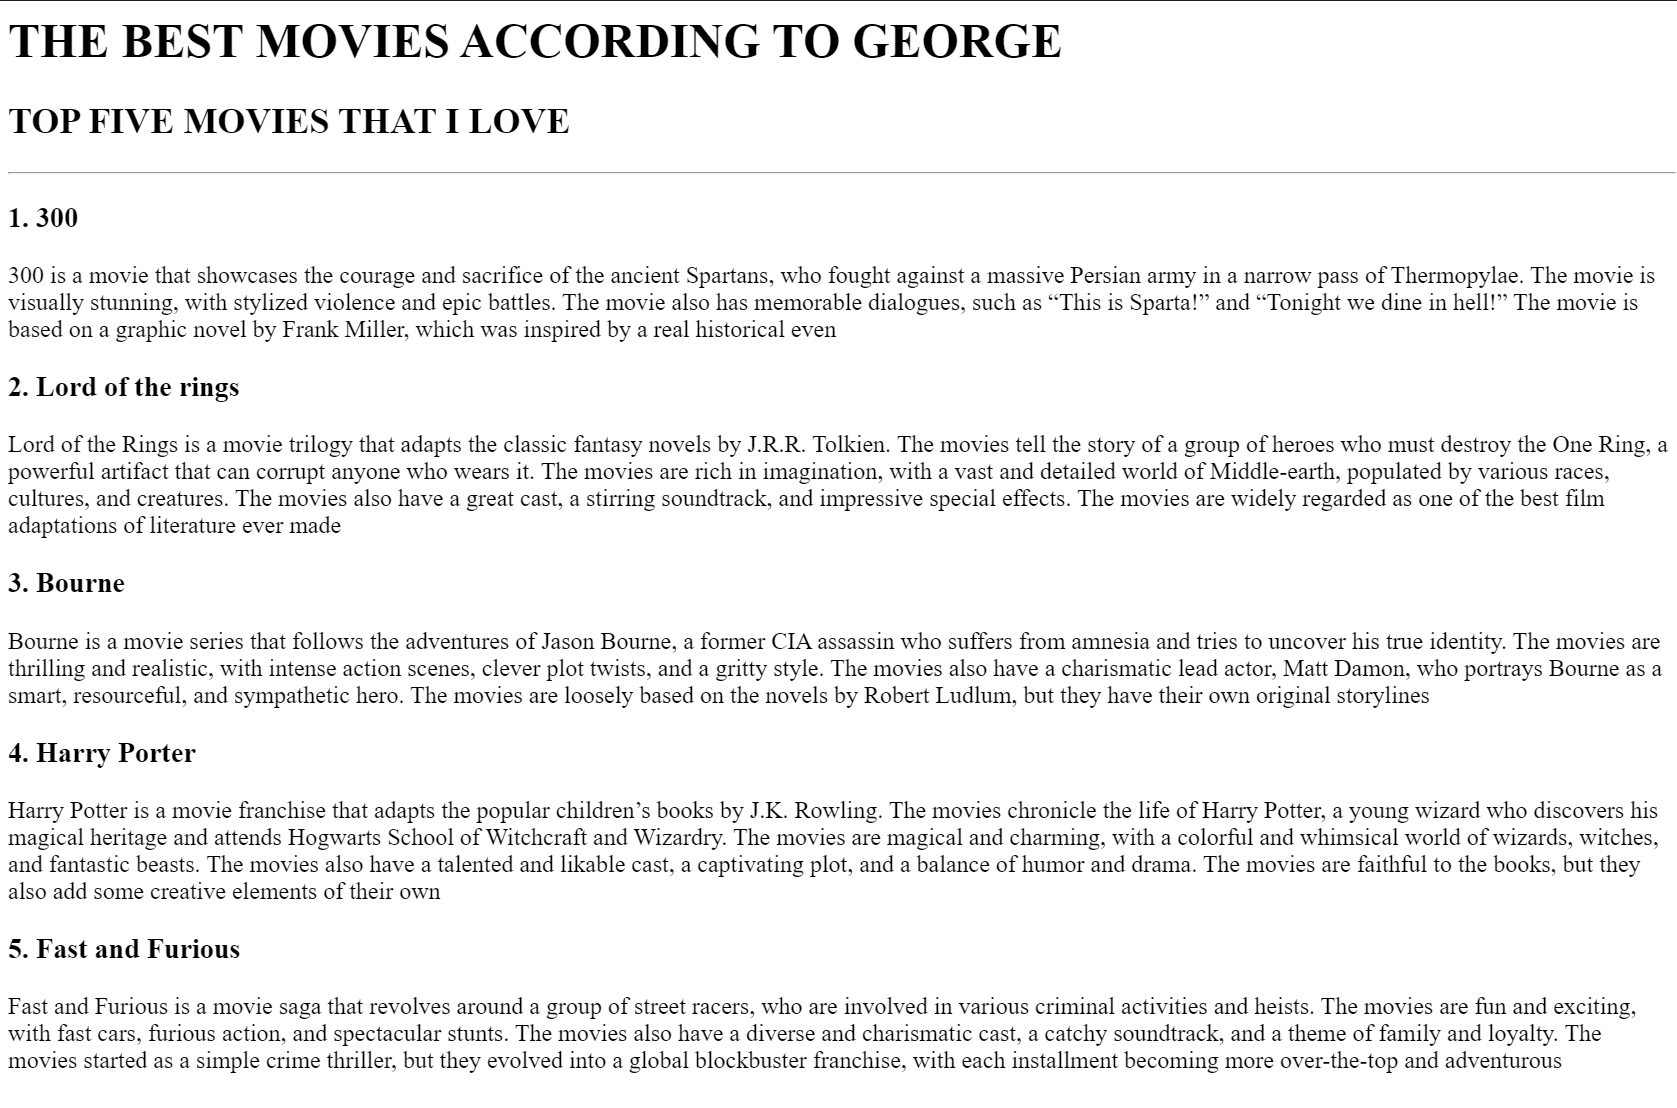 THE BEST MOVIES ACCORDING TO GEORGE
TOP FIVE MOVIES THAT I LOVE
1. 300
300 is a movie that showcases the courage and sacrifice of the ancient Spartans, who fought against a massive Persian army in a narrow pass of Thermopylae. The movie is
visually stunning, with stylized violence and epic battles. The movie also has memorable dialogues, such as “This is Sparta!” and “Tonight we dine in hell!” The movie is
based on a graphic novel by Frank Miller, which was inspired by a real historical even
2. Lord of the rings
Lord of the Rings is a movie trilogy that adapts the classic fantasy novels by J.R.R. Tolkien. The movies tell the story of a group of heroes who must destroy the One Ring, a
powerful artifact that can corrupt anyone who wears it. The movies are rich in imagination, with a vast and detailed world of Middle-earth, populated by various races,
cultures, and creatures. The movies also have a great cast, a stirring soundtrack, and impressive special effects. The movies are widely regarded as one of the best film
adaptations of literature ever made
3. Bourne
Bourne is a movie series that follows the adventures of Jason Bourne, a former CIA assassin who suffers from amnesia and tries to uncover his true identity. The movies are
thrilling and realistic, with intense action scenes, clever plot twists, and a gritty style. The movies also have a charismatic lead actor, Matt Damon, who portrays Bourne as a
smart, resourceful, and sympathetic hero. The movies are loosely based on the novels by Robert Ludlum, but they have their own original storylines
4. Harry Porter
Harry Potter is a movie franchise that adapts the popular children’s books by J.K. Rowling. The movies chronicle the life of Harry Potter, a young wizard who discovers his
magical heritage and attends Hogwarts School of Witchcraft and Wizardry. The movies are magical and charming, with a colorful and whimsical world of wizards, witches,
and fantastic beasts. The movies also have a talented and likable cast, a captivating plot, and a balance of humor and drama. The movies are faithful to the books, but they
also add some creative elements of their own
5. Fast and Furious
Fast and Furious is a movie saga that revolves around a group of street racers, who are involved in various criminal activities and heists. The movies are fun and exciting,
with fast cars, furious action, and spectacular stunts. The movies also have a diverse and charismatic cast, a catchy soundtrack, and a theme of family and loyalty. The
movies started as a simple crime thriller, but they evolved into a global blockbuster franchise, with each installment becoming more over-the-top and adventurous